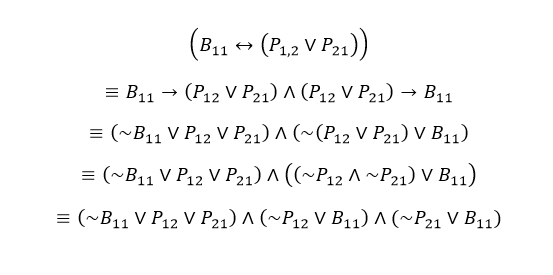 (B₁₁ ↔ (P₁,₂ ∨ P₂₁))
≡ B₁₁ → (P₁₂ ∨ P₂₁) ∧ (P₁₂ ∨ P₂₁) → B₁₁
≡ (~B₁₁ ∨ P₁₂ ∨ P₂₁) ∧ (~(P₁₂ ∨ P₂₁) ∨ B₁₁)
≡ (~B₁₁ ∨ P₁₂ ∨ P₂₁) ∧ ((~P₁₂ ∧ ~P₂₁) ∨ B₁₁)
≡ (~B₁₁ ∨ P₁₂ ∨ P₂₁) ∧ (~P₁₂ ∨ B₁₁) ∧ (~P₂₁ ∨ B₁₁)